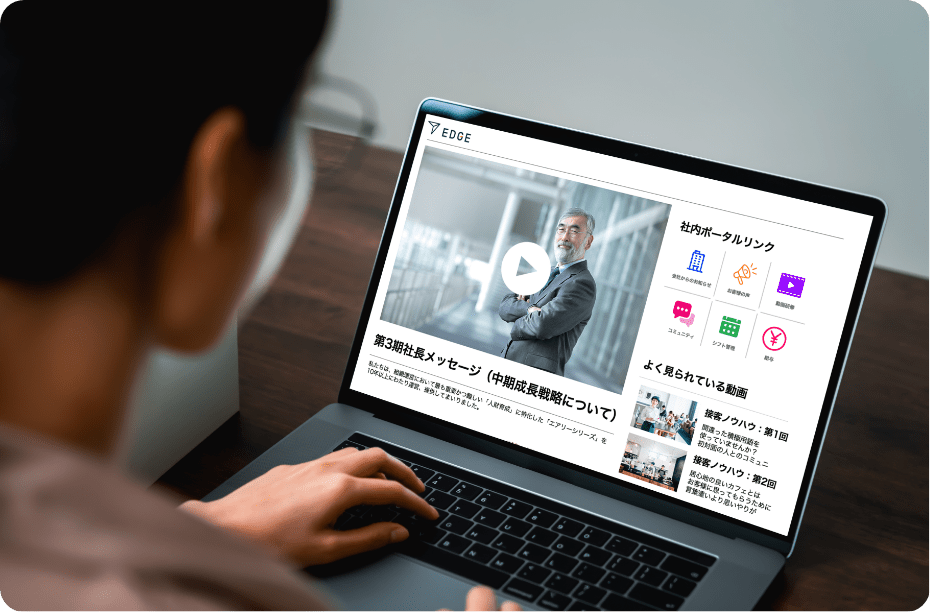 EDGE
第3期社長メッセージ（中期成長戦略について）
私たちは、組織運営において最も重要かつ難しい「人財育成」に特化した「エアリーシリーズ」を
10年以上にわたり運営、提供してまいりました。
社内ポータルリンク
会社からのお知らせ
お客様の声
動画読書
コミュニティ
シフト管理
給与
よく見られている動画
接客ノウハウ：第1回
間違った積極用語を
使っていませんか？
初対面の人とのコミュニ
接客ノウハウ：第2回
居心地の良いカフェとは
お客様に思ってもらうために
言葉遣いより思いやりが